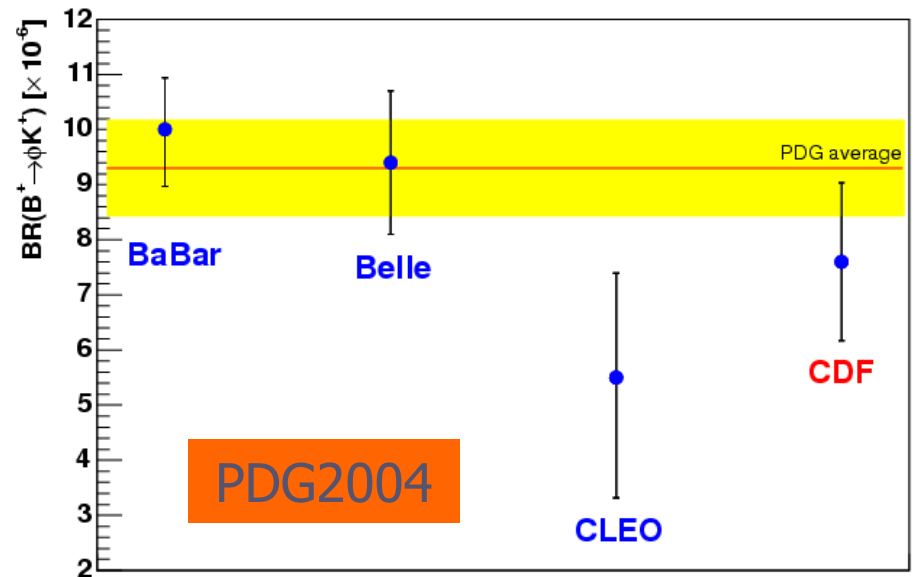 BR(B⁺→ϕK⁺) [× 10⁻⁶]
12
11
10
9
8
7
6
5
4
3
2
PDG average
BaBar
Belle
CLEO
CDF
PDG2004